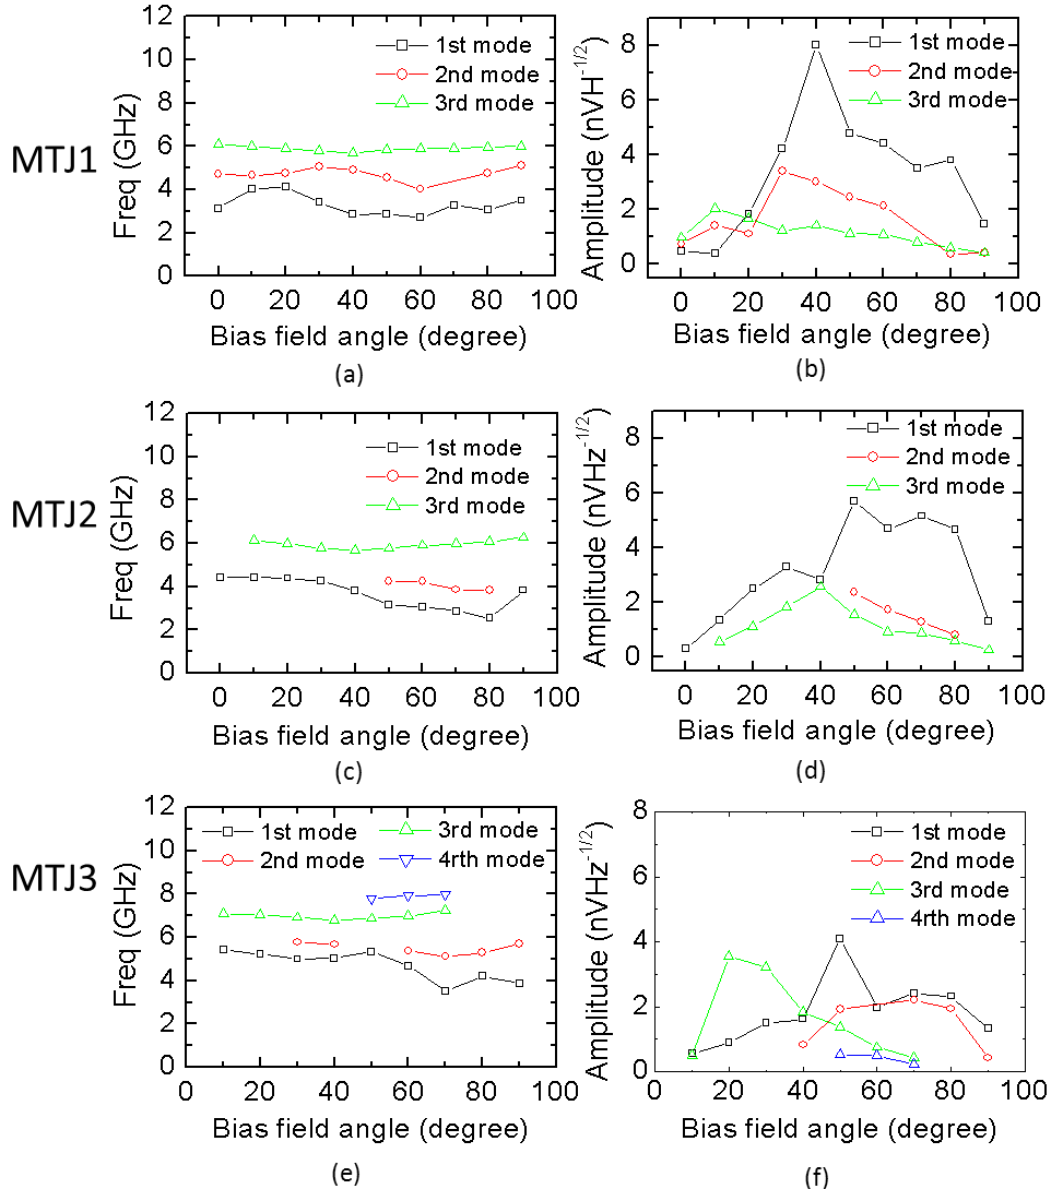 MTJ1
Freq (GHz)
12
10
8
6
4
2
0
1st mode
2nd mode
3rd mode
0 20 40 60 80 100
Bias field angle (degree)
(a)
Amplitude (nVH-1/2)
8
6
4
2
0
1st mode
2nd mode
3rd mode
0 20 40 60 80 100
Bias field angle (degree)
(b)
MTJ2
Freq (GHz)
12
10
8
6
4
2
0
1st mode
2nd mode
3rd mode
0 20 40 60 80 100
Bias field angle (degree)
(c)
Amplitude (nVHz-1/2)
8
6
4
2
0
1st mode
2nd mode
3rd mode
0 20 40 60 80 100
Bias field angle (degree)
(d)
MTJ3
Freq (GHz)
12
10
8
6
4
2
0
1st mode 3rd mode
2nd mode 4rth mode
0 20 40 60 80 100
Bias field angle (degree)
(e)
Amplitude (nVHz-1/2)
8
6
4
2
0
1st mode
2nd mode
3rd mode
4rth mode
0 20 40 60 80 100
Bias field angle (degree)
(f)